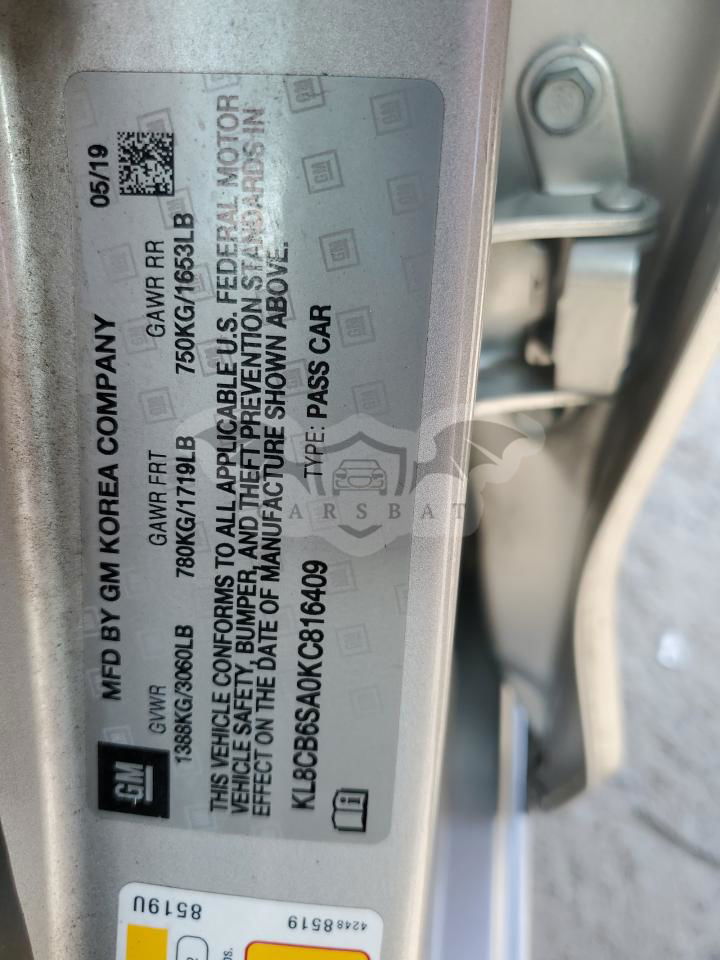 MFD BY GM KOREA COMPANY 05/19
GM
GVWR GAWR FRT GAWR RR
1388KG/3060LB 780KG/1719LB 750KG/1653LB
THIS VEHICLE CONFORMS TO ALL APPLICABLE U.S. FEDERAL MOTOR
VEHICLE SAFETY, BUMPER, AND THEFT PREVENTION STANDARDS IN
EFFECT ON THE DATE OF MANUFACTURE SHOWN ABOVE.
KL8CB6SA0KC816409 TYPE: PASS CAR
CARSBAT
8519U
42488519